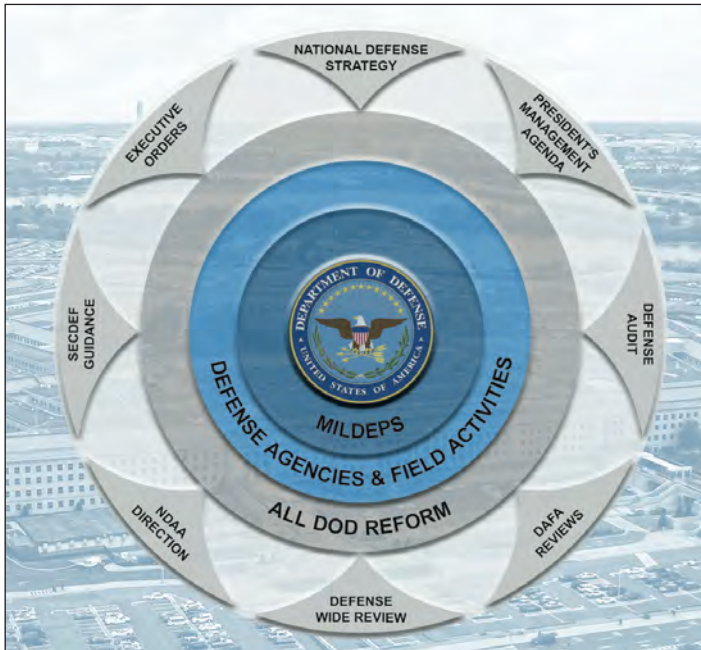 NATIONAL DEFENSE
STRATEGY
PRESIDENT'S
MANAGEMENT
AGENDA
DEFENSE
AUDIT
DAFA
REVIEWS
DEFENSE
WIDE REVIEW
NDAA
DIRECTION
SECDEF
GUIDANCE
EXECUTIVE
ORDERS
DEPARTMENT OF DEFENSE
UNITED STATES OF AMERICA
MILDEPS
DEFENSE AGENCIES & FIELD ACTIVITIES
ALL DOD REFORM